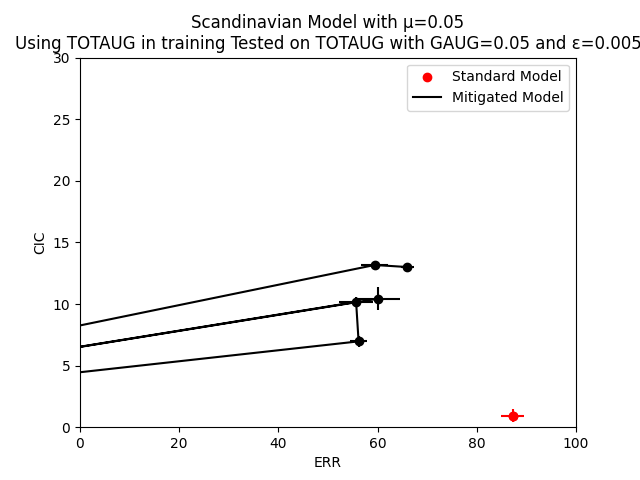 Scandinavian Model with μ=0.05
Using TOTAUG in training Tested on TOTAUG with GAUG=0.05 and ε=0.005
30
25
20
15
10
5
0
CIC
Standard Model
Mitigated Model
0 20 40 60 80 100
ERR